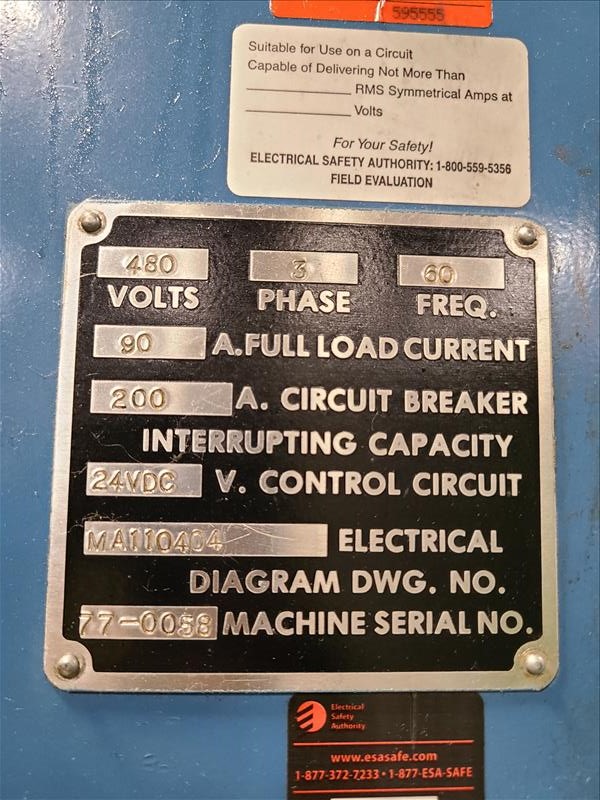 595555
Suitable for Use on a Circuit
Capable of Delivering Not More Than
RMS Symmetrical Amps at
Volts
For Your Safety!
ELECTRICAL SAFETY AUTHORITY: 1-800-559-5356
FIELD EVALUATION
480 3 60
VOLTS PHASE FREQ.
90 A. FULL LOAD CURRENT
200 A. CIRCUIT BREAKER
INTERRUPTING CAPACITY
24VDC V. CONTROL CIRCUIT
MA110404 ELECTRICAL
DIAGRAM DWG. NO.
77-0058 MACHINE SERIAL NO.
Electrical
Safety
Authority
www.esasafe.com
1-877-372-7233 • 1-877-ESA-SAFE